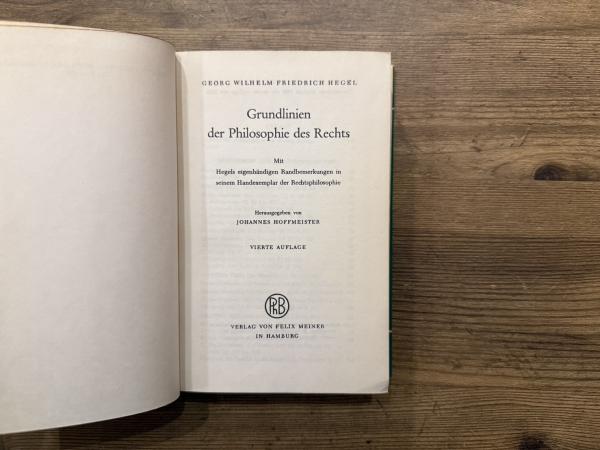 GEORG WILHELM FRIEDRICH HEGEL
Grundlinien
der Philosophie des Rechts
Mit
Hegels eigenhändigen Randbemerkungen in
seinem Handexemplar der Rechtsphilosophie
Herausgegeben von
JOHANNES HOFFMEISTER
VIERTE AUFLAGE
PhB
VERLAG VON FELIX MEINER
IN HAMBURG